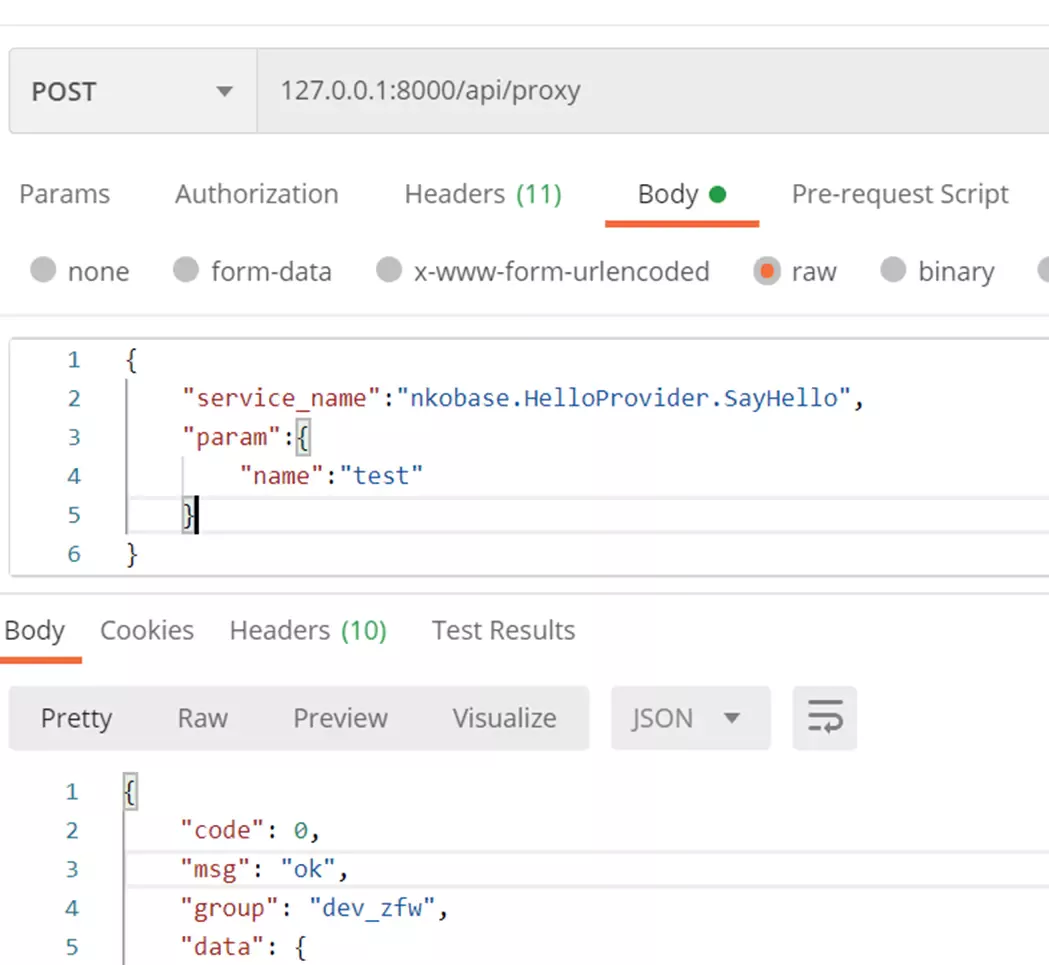 POST 127.0.0.1:8000/api/proxy
Params Authorization Headers (11) Body Pre-request Script
none form-data x-www-form-urlencoded raw binary
1 {
2 "service_name":"nkobase.HelloProvider.SayHello",
3 "param":{
4 "name":"test"
5 }
6 }
Body Cookies Headers (10) Test Results
Pretty Raw Preview Visualize JSON
1 {
2 "code": 0,
3 "msg": "ok",
4 "group": "dev_zfw",
5 "data": {